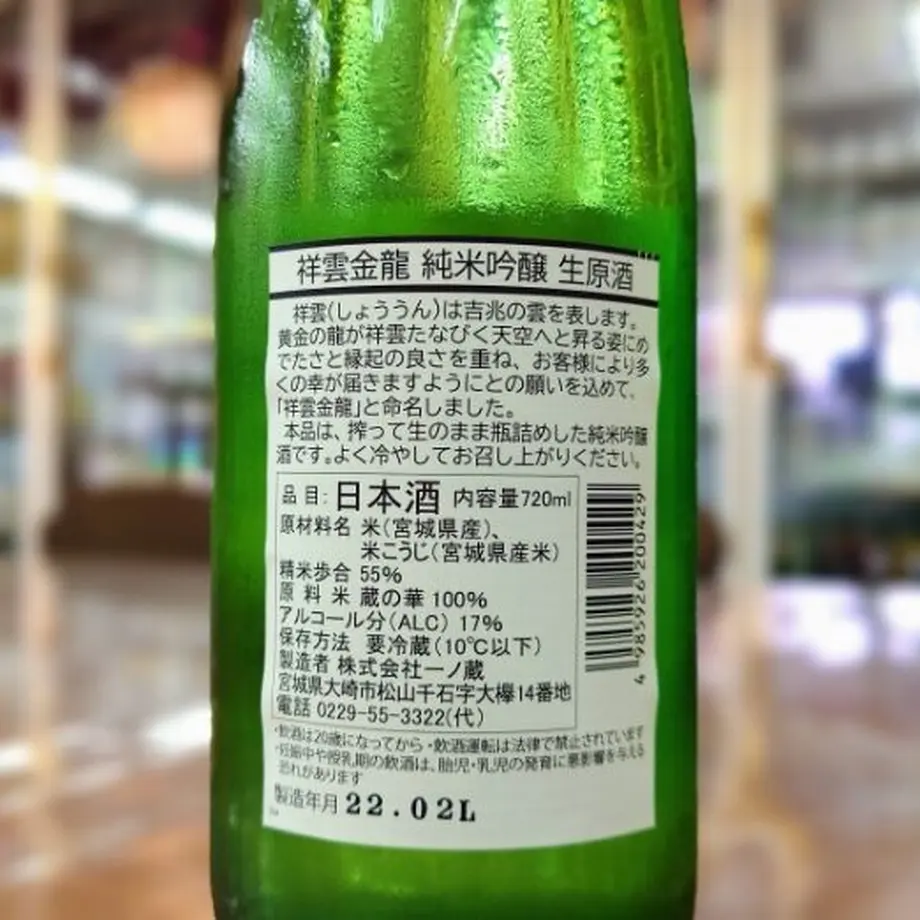 祥雲金龍 純米吟醸 生原酒
祥雲(しょううん)は吉兆の雲を表します。
黄金の龍が祥雲たなびく天空へと昇る姿にめ
でたさと縁起の良さを重ね、お客様により多
くの幸が届きますようにとの願いを込めて、
「祥雲金龍」と命名しました。
本品は、搾って生のまま瓶詰めした純米吟醸
酒です。よく冷やしてお召し上がりください。
品目:日本酒 内容量720ml
原材料名 米(宮城県産)、
米こうじ(宮城県産米)
精米歩合 55%
原料米 蔵の華 100%
アルコール分(ALC) 17%
保存方法 要冷蔵(10℃以下)
製造者 株式会社一ノ蔵
宮城県大崎市松山千石字大欅14番地
電話 0229-55-3322(代)
4 985926 200429
・飲酒は20歳になってから ・飲酒運転は法律で禁止されています
・妊娠中や授乳期の飲酒は、胎児・乳児の発育に悪影響を与える
恐れがあります
製造年月 22.02L